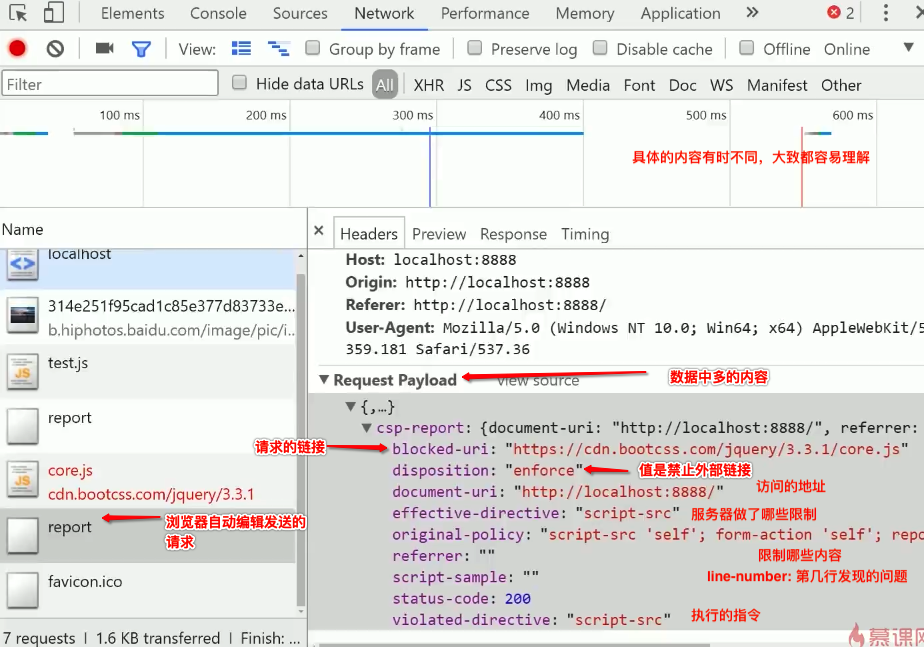 Elements Console Sources Network Performance Memory Application » 2
View: Group by frame Preserve log Disable cache Offline Online
Filter Hide data URLs All XHR JS CSS Img Media Font Doc WS Manifest Other
100 ms 200 ms 300 ms 400 ms 500 ms 600 ms
具体的内容有时不同，大致都容易理解
Name
localhost
314e251f95cad1c85e377d83733e...
b.hiphotos.baidu.com/image/pic/i...
test.js
report
core.js
cdn.bootcss.com/jquery/3.3.1
report
浏览器自动编辑发送的
请求
favicon.ico
7 requests | 1.6 KB transferred | Finish: ...
× Headers Preview Response Timing
Host: localhost:8888
Origin: http://localhost:8888
Referer: http://localhost:8888/
User-Agent: Mozilla/5.0 (Windows NT 10.0; Win64; x64) AppleWebKit/5
359.181 Safari/537.36
▼Request Payload view source 数据中多的内容
▼{,…}
▼csp-report: {document-uri: "http://localhost:8888/", referrer:
请求的链接 blocked-uri: "https://cdn.bootcss.com/jquery/3.3.1/core.js"
disposition: "enforce" 值是禁止外部链接
document-uri: "http://localhost:8888/" 访问的地址
effective-directive: "script-src" 服务器做了哪些限制
original-policy: "script-src 'self'; form-action 'self'; repo
referrer: "" 限制哪些内容
script-sample: "" line-number: 第几行发现的问题
status-code: 200
violated-directive: "script-src" 执行的指令
慕课网